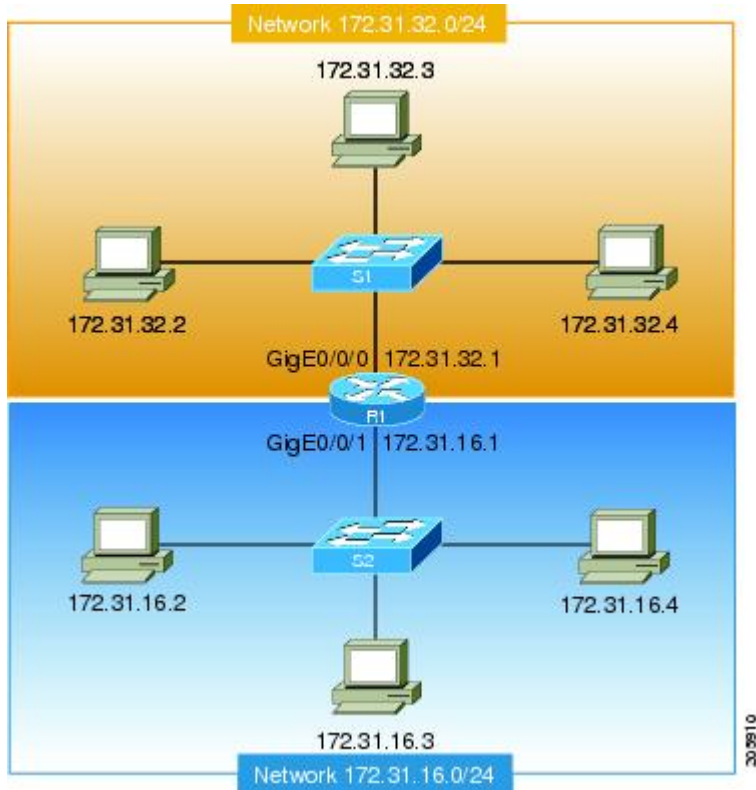 Network 172.31.32.0/24
172.31.32.3
S1
172.31.32.2
172.31.32.4
GigE0/0/0 172.31.32.1
R1
GigE0/0/1 172.31.16.1
S2
172.31.16.2
172.31.16.4
172.31.16.3
Network 172.31.16.0/24